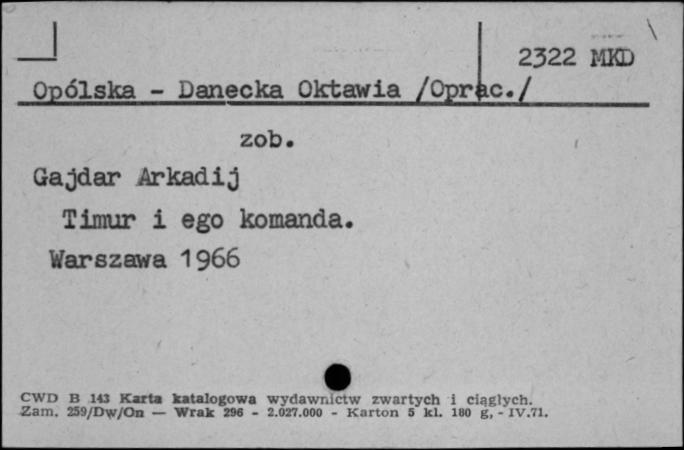 2322 MKD
Opólska - Danecka Oktawia /Oprac./
zob.
Gajdar Arkadij
Timur i ego komanda.
Warszawa 1966
CWD B 143 Karta katalogowa wydawnictw zwartych i ciągłych.
Zam. 259/Dw/On — Wrak 296 - 2.027.000 - Karton 5 kl. 180 g, - IV.71.